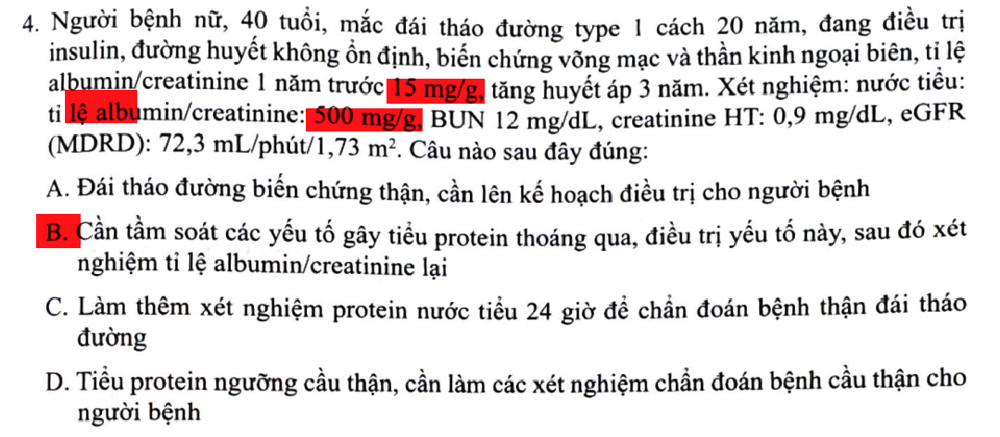 4. Người bệnh nữ, 40 tuổi, mắc đái tháo đường type 1 cách 20 năm, đang điều trị
insulin, đường huyết không ổn định, biến chứng võng mạc và thần kinh ngoại biên, tỉ lệ
albumin/creatinine 1 năm trước 15 mg/g, tăng huyết áp 3 năm. Xét nghiệm: nước tiểu:
tỉ lệ albumin/creatinine: 500 mg/g, BUN 12 mg/dL, creatinine HT: 0,9 mg/dL, eGFR
(MDRD): 72,3 mL/phút/1,73 m². Câu nào sau đây đúng:
A. Đái tháo đường biến chứng thận, cần lên kế hoạch điều trị cho người bệnh
B. Cần tầm soát các yếu tố gây tiểu protein thoáng qua, điều trị yếu tố này, sau đó xét
nghiệm tỉ lệ albumin/creatinine lại
C. Làm thêm xét nghiệm protein nước tiểu 24 giờ để chẩn đoán bệnh thận đái tháo
đường
D. Tiểu protein ngưỡng cầu thận, cần làm các xét nghiệm chẩn đoán bệnh cầu thận cho
người bệnh